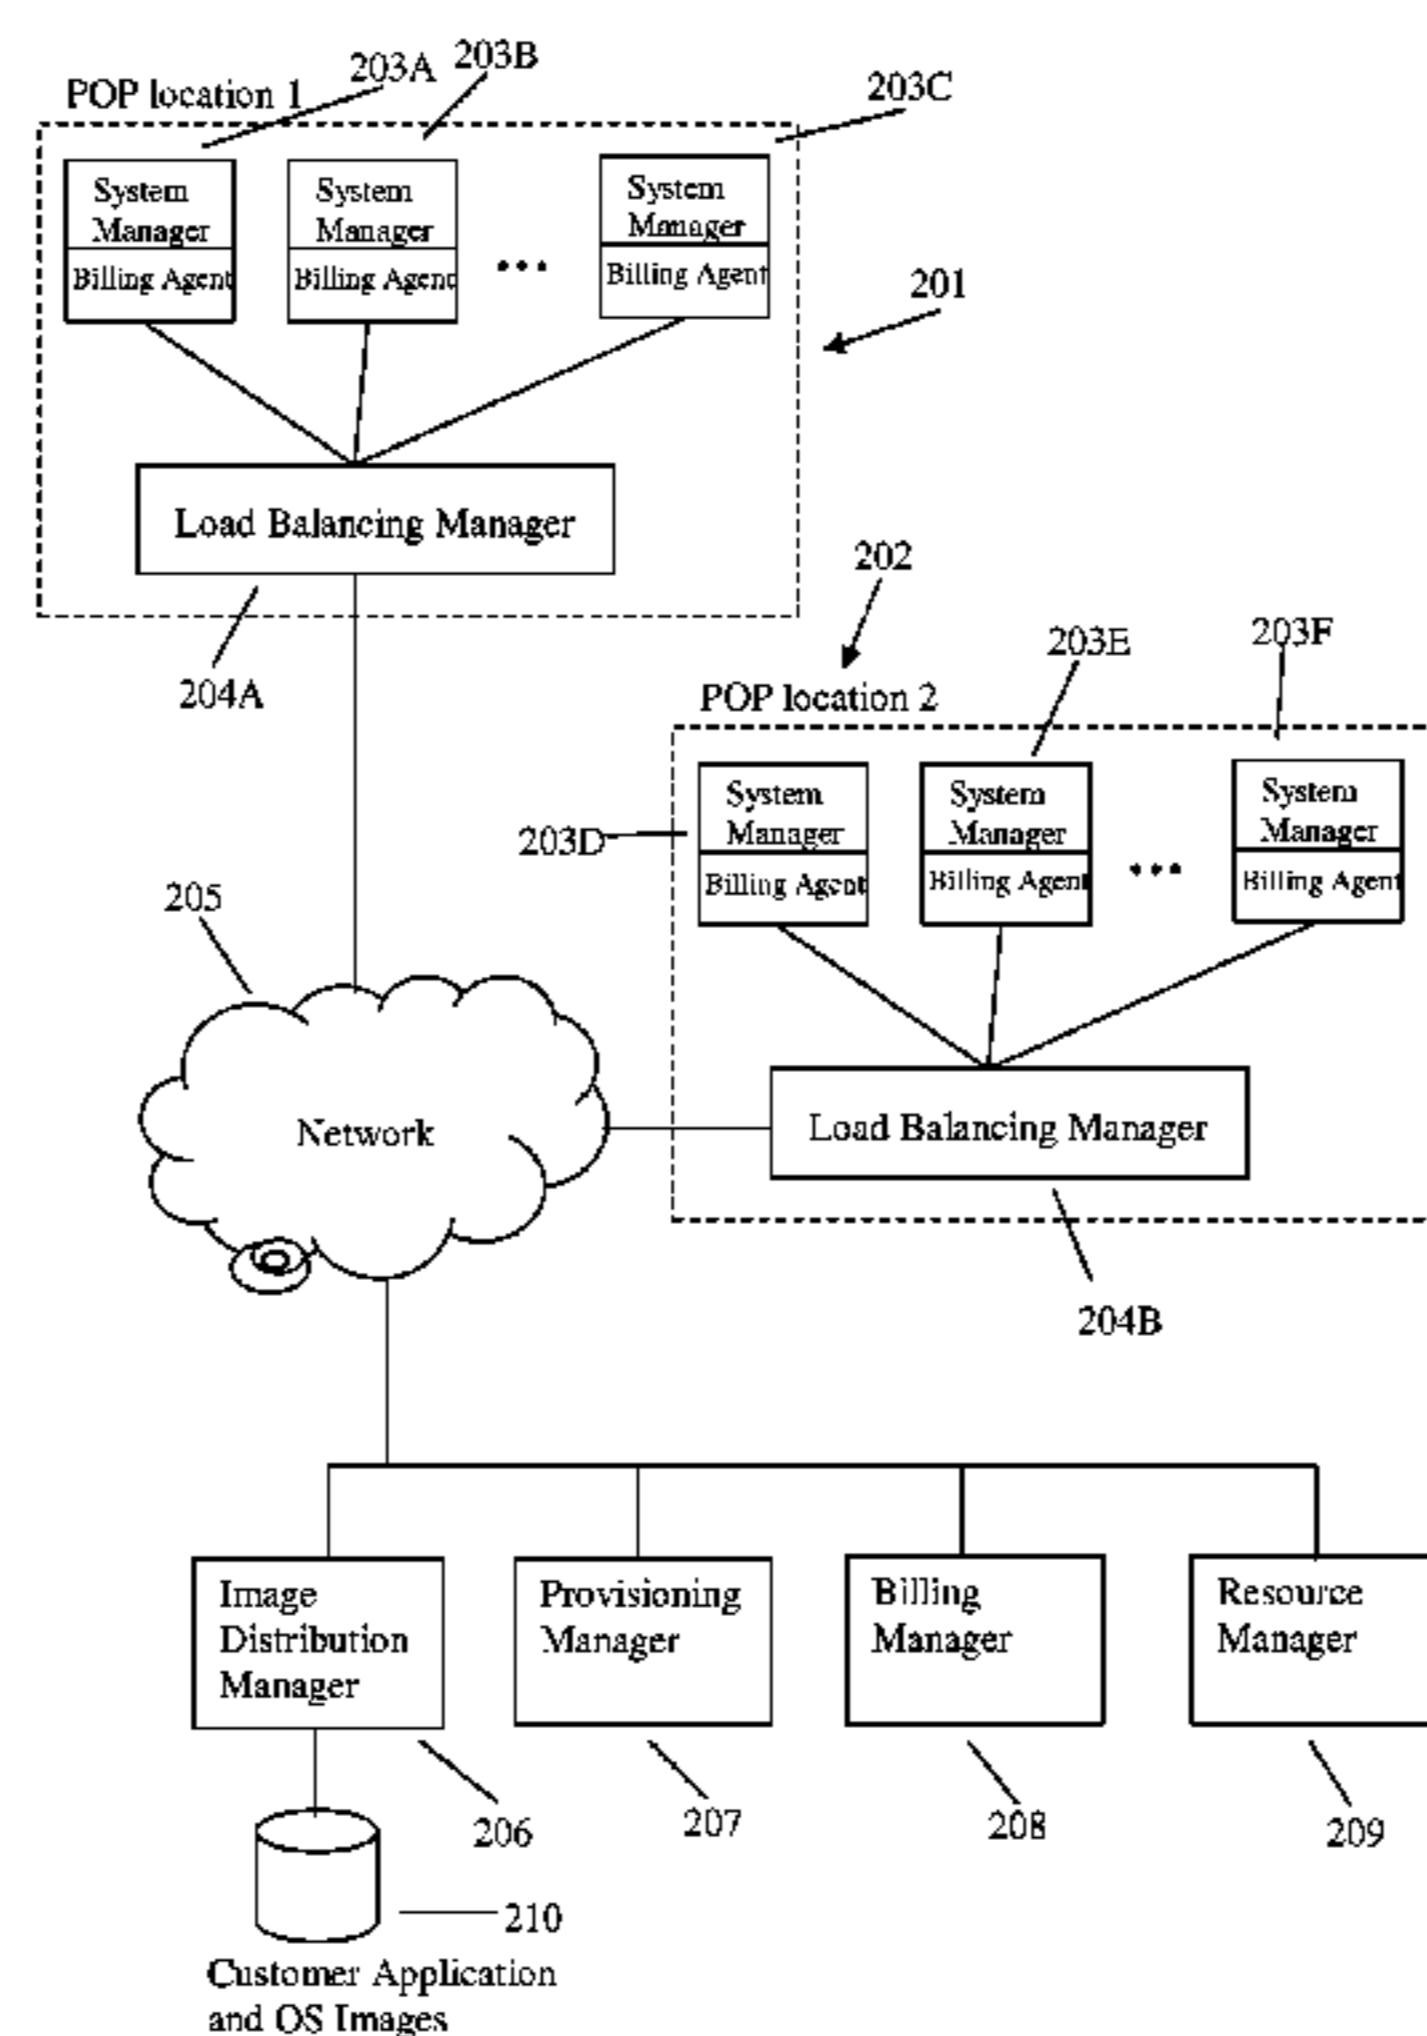 203A
203B
203C
POP location 1
System
Manager
Billing Agent
System
Manager
Billing Agent
System
Manager
Billing Agent
201
Load Balancing Manager
204A
202
203E
203F
POP location 2
203D
System
Manager
Billing Agent
System
Manager
Billing Agent
System
Manager
Billing Agent
205
Network
Load Balancing Manager
204B
Image
Distribution
Manager
Provisioning
Manager
Billing
Manager
Resource
Manager
206
207
208
209
210
Customer Application
and OS Images